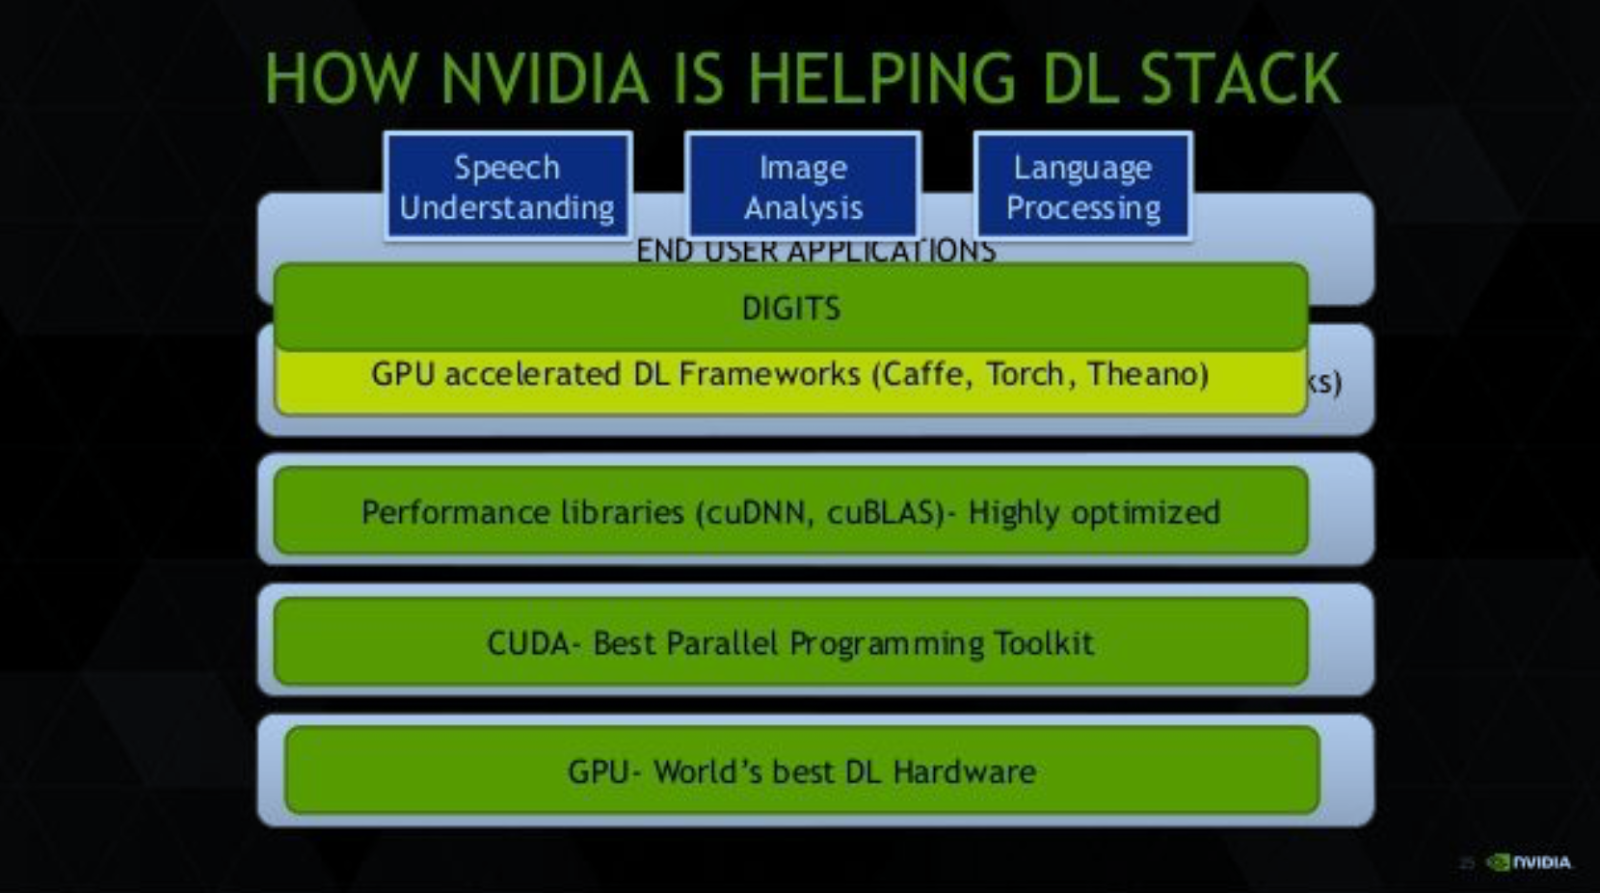 HOW NVIDIA IS HELPING DL STACK
Speech
Understanding
Image
Analysis
Language
Processing
END USER APPLICATIONS
DIGITS
GPU accelerated DL Frameworks (Caffe, Torch, Theano)
ks)
Performance libraries (cuDNN, cuBLAS)- Highly optimized
CUDA- Best Parallel Programming Toolkit
GPU- World's best DL Hardware
25 NVIDIA